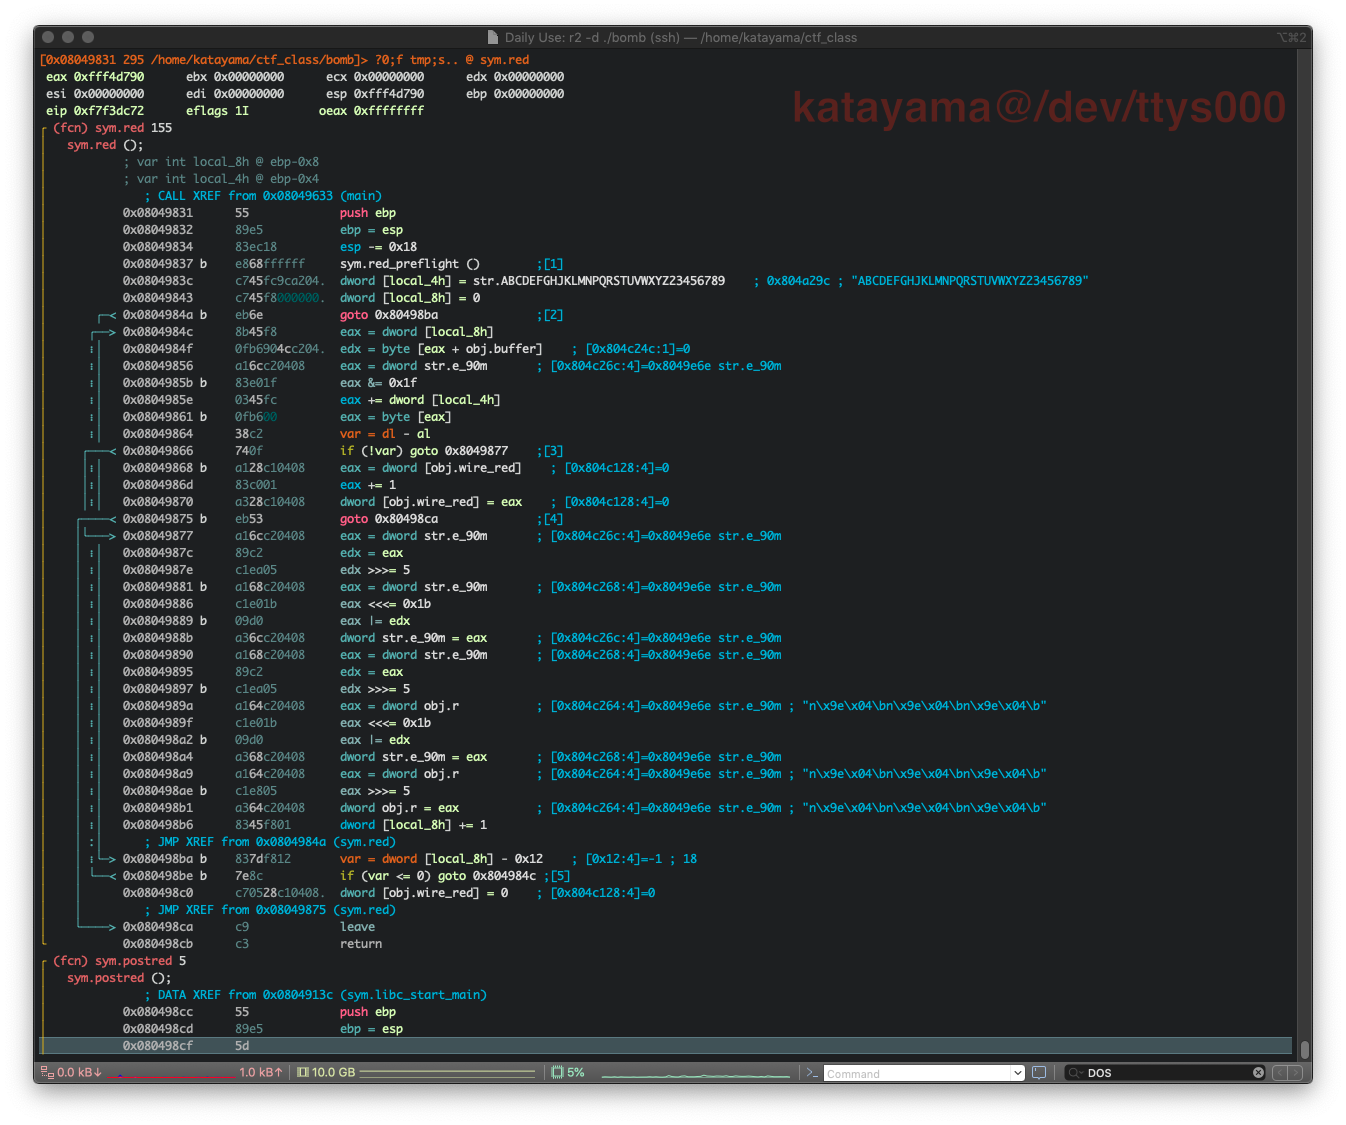 Daily Use: r2 -d ./bomb (ssh) — /home/katayama/ctf_class
⌥⌘2
[0x08049831 295 /home/katayama/ctf_class/bomb]> ?0;f tmp;s.. @ sym.red
eax 0xfff4d790 ebx 0x00000000 ecx 0x00000000 edx 0x00000000
esi 0x00000000 edi 0x00000000 esp 0xfff4d790 ebp 0x00000000
eip 0xf7f3dc72 eflags 1I oeax 0xffffffff
katayama@/dev/ttys000
(fcn) sym.red 155
sym.red ();
; var int local_8h @ ebp-0x8
; var int local_4h @ ebp-0x4
; CALL XREF from 0x08049633 (main)
0x08049831 55 push ebp
0x08049832 89e5 ebp = esp
0x08049834 83ec18 esp -= 0x18
0x08049837 b e868ffffff sym.red_preflight () ;[1]
0x0804983c c745fc9ca204. dword [local_4h] = str.ABCDEFGHJKLMNPQRSTUVWXYZ23456789 ; 0x804a29c ; "ABCDEFGHJKLMNPQRSTUVWXYZ23456789"
0x08049843 c745f8000000. dword [local_8h] = 0
0x0804984a b eb6e goto 0x80498ba ;[2]
0x0804984c 8b45f8 eax = dword [local_8h]
0x0804984f 0fb6904cc204. edx = byte [eax + obj.buffer] ; [0x804c24c:1]=0
0x08049856 a16cc20408 eax = dword str.e_90m ; [0x804c26c:4]=0x8049e6e str.e_90m
0x0804985b b 83e01f eax &= 0x1f
0x0804985e 0345fc eax += dword [local_4h]
0x08049861 b 0fb600 eax = byte [eax]
0x08049864 38c2 var = dl - al
0x08049866 740f if (!var) goto 0x8049877 ;[3]
0x08049868 b a128c10408 eax = dword [obj.wire_red] ; [0x804c128:4]=0
0x0804986d 83c001 eax += 1
0x08049870 a328c10408 dword [obj.wire_red] = eax ; [0x804c128:4]=0
0x08049875 b eb53 goto 0x80498ca ;[4]
0x08049877 a16cc20408 eax = dword str.e_90m ; [0x804c26c:4]=0x8049e6e str.e_90m
0x0804987c 89c2 edx = eax
0x0804987e c1ea05 edx >>>= 5
0x08049881 b a168c20408 eax = dword str.e_90m ; [0x804c268:4]=0x8049e6e str.e_90m
0x08049886 c1e01b eax <<<= 0x1b
0x08049889 b 09d0 eax |= edx
0x0804988b a36cc20408 dword str.e_90m = eax ; [0x804c26c:4]=0x8049e6e str.e_90m
0x08049890 a168c20408 eax = dword str.e_90m ; [0x804c268:4]=0x8049e6e str.e_90m
0x08049895 89c2 edx = eax
0x08049897 b c1ea05 edx >>>= 5
0x0804989a a164c20408 eax = dword obj.r ; [0x804c264:4]=0x8049e6e str.e_90m ; "n\x9e\x04\bn\x9e\x04\bn\x9e\x04\b"
0x0804989f c1e01b eax <<<= 0x1b
0x080498a2 b 09d0 eax |= edx
0x080498a4 a368c20408 dword str.e_90m = eax ; [0x804c268:4]=0x8049e6e str.e_90m
0x080498a9 a164c20408 eax = dword obj.r ; [0x804c264:4]=0x8049e6e str.e_90m ; "n\x9e\x04\bn\x9e\x04\bn\x9e\x04\b"
0x080498ae b c1e805 eax >>>= 5
0x080498b1 a364c20408 dword obj.r = eax ; [0x804c264:4]=0x8049e6e str.e_90m ; "n\x9e\x04\bn\x9e\x04\bn\x9e\x04\b"
0x080498b6 8345f801 dword [local_8h] += 1
; JMP XREF from 0x0804984a (sym.red)
0x080498ba b 837df812 var = dword [local_8h] - 0x12 ; [0x12:4]=-1 ; 18
0x080498be b 7e8c if (var <= 0) goto 0x804984c ;[5]
0x080498c0 c70528c10408. dword [obj.wire_red] = 0 ; [0x804c128:4]=0
; JMP XREF from 0x08049875 (sym.red)
0x080498ca c9 leave
0x080498cb c3 return
(fcn) sym.postred 5
sym.postred ();
; DATA XREF from 0x0804913c (sym.libc_start_main)
0x080498cc 55 push ebp
0x080498cd 89e5 ebp = esp
0x080498cf 5d
0.0 kB↓ 1.0 kB↑ 10.0 GB 5% Command DOS